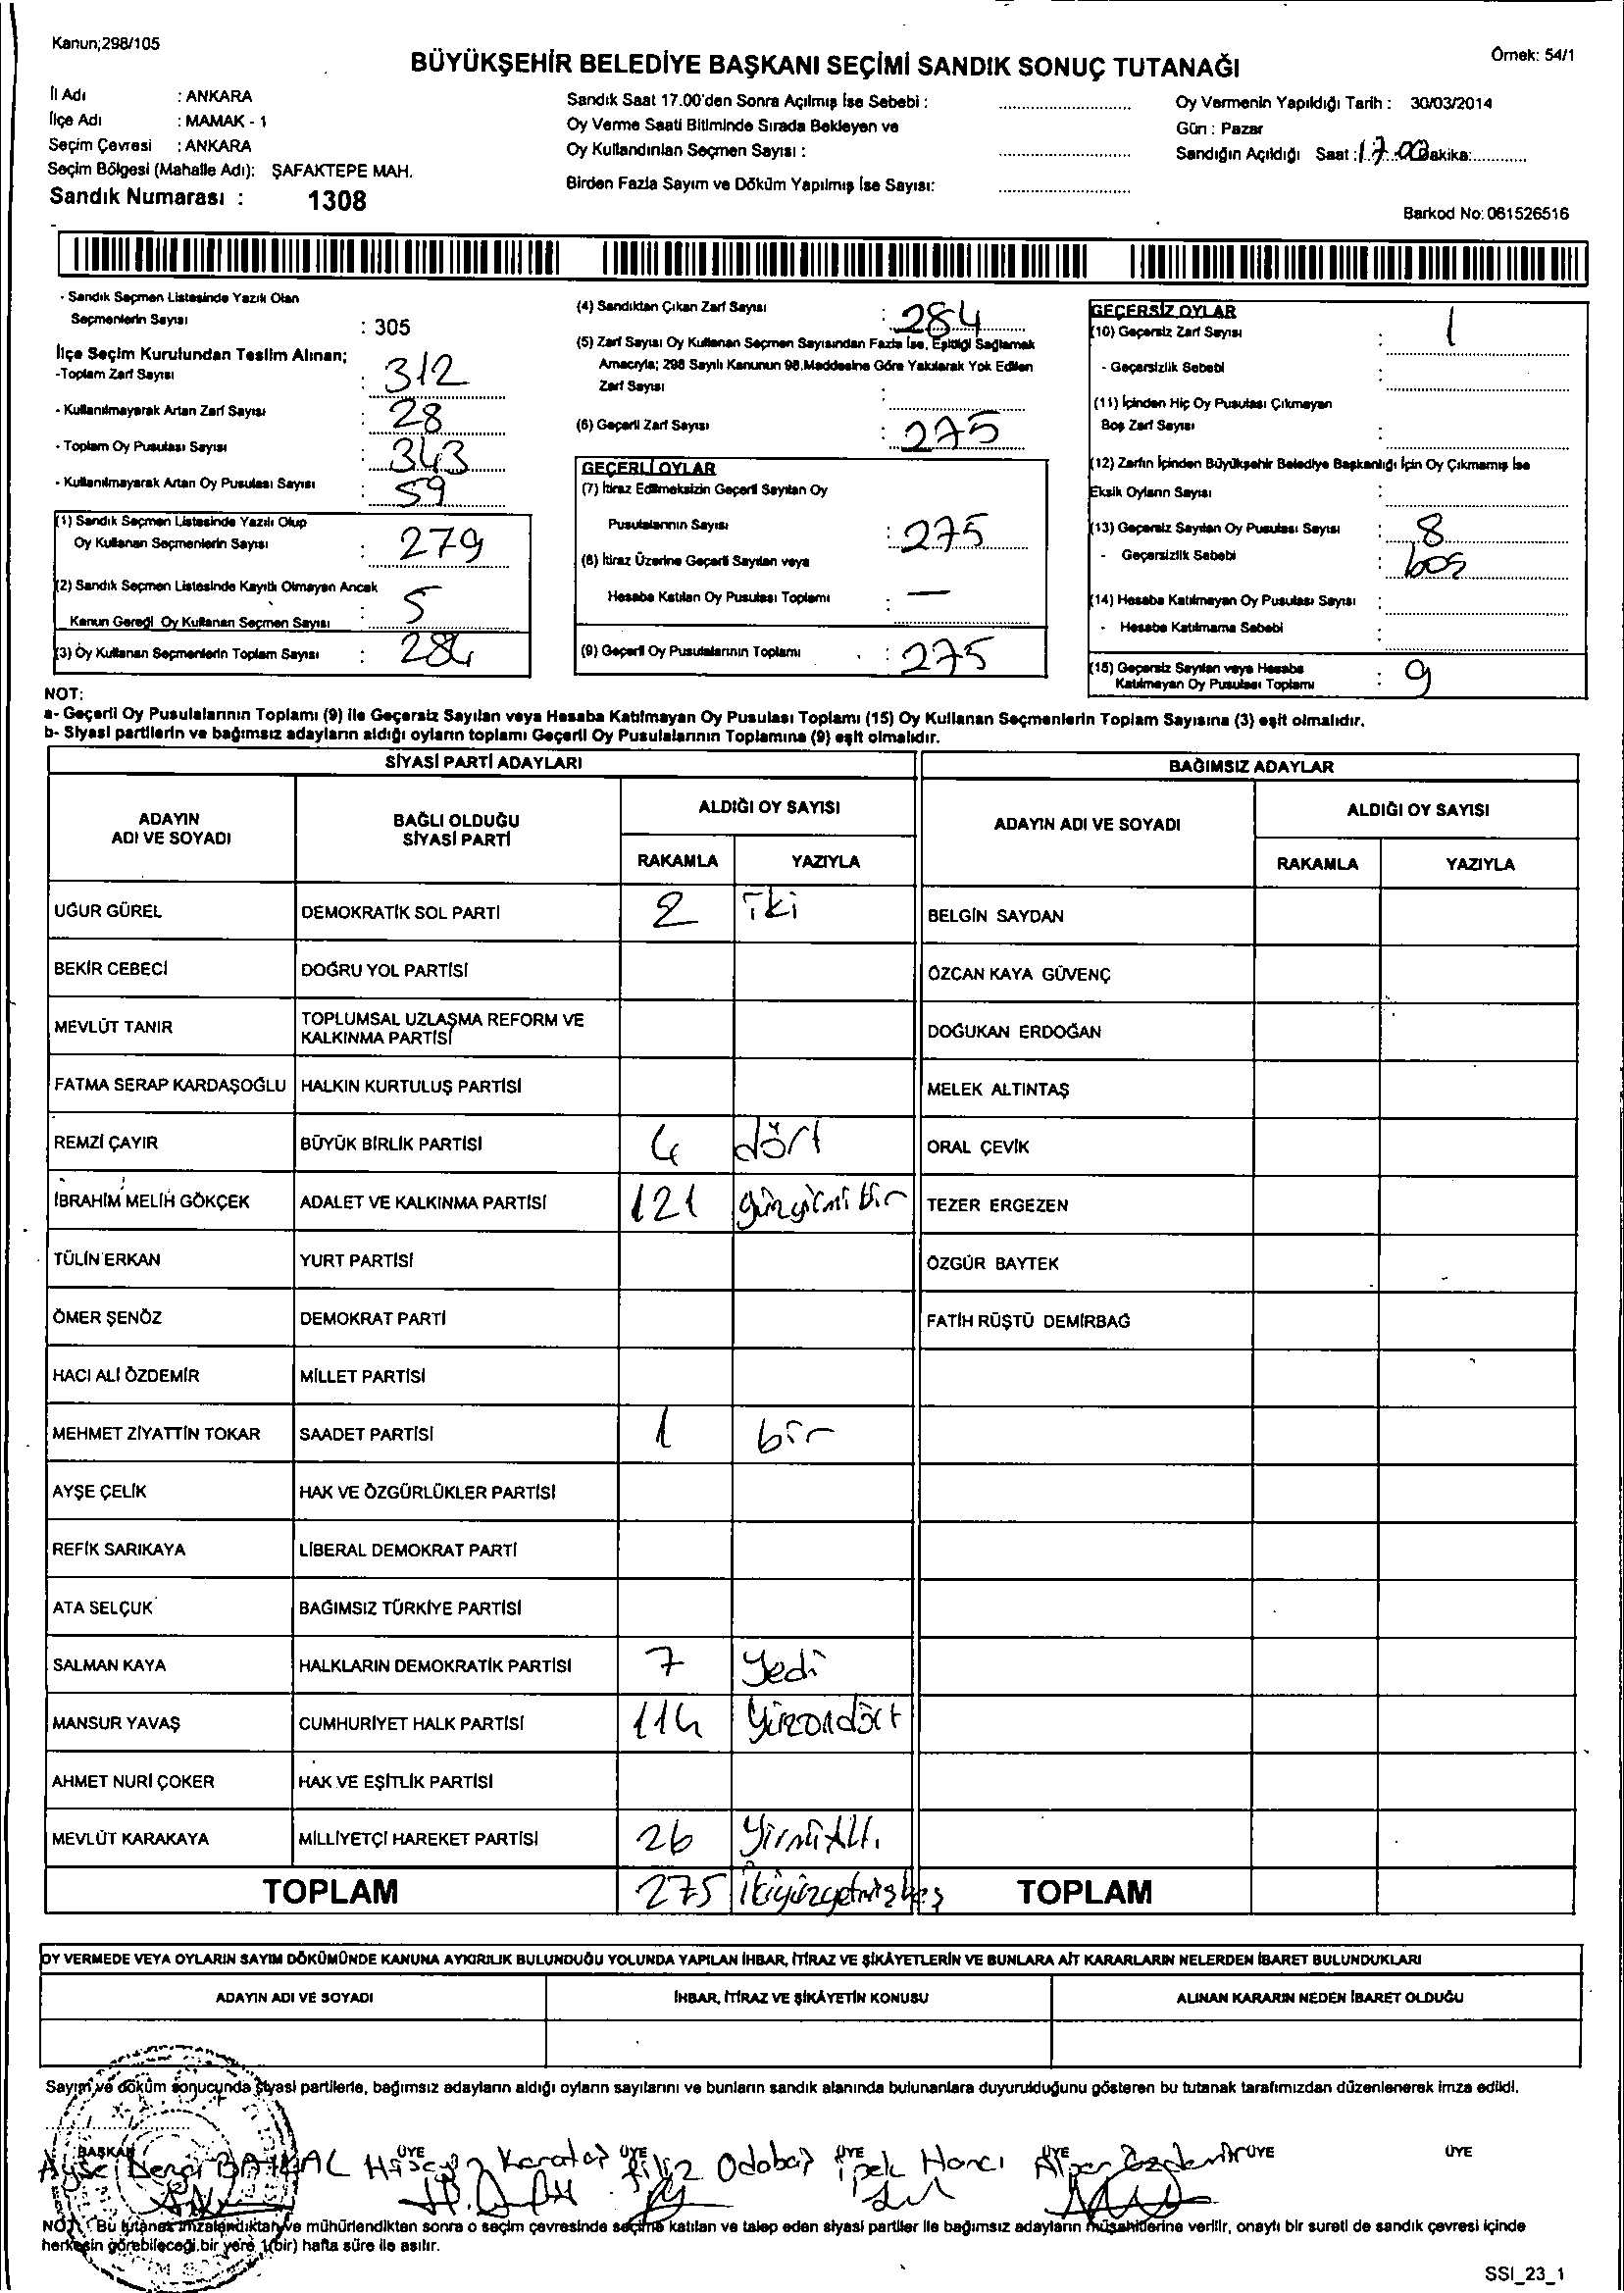 Kanun;298/105
BÜYÜKŞEHİR BELEDİYE BAŞKANI SEÇİMİ SANDIK SONUÇ TUTANAĞI
Örnek: 54/1
İl Adı : ANKARA
İlçe Adı : MAMAK - 1
Seçim Çevresi : ANKARA
Seçim Bölgesi (Mahalle Adı): ŞAFAKTEPE MAH.
Sandık Numarası : 1308
Sandık Saat 17.00'den Sonra Açılmış İse Sebebi :
Oy Verme Saati Bitiminde Sırada Bekleyen ve
Oy Kullandırılan Seçmen Sayısı :
Birden Fazla Sayım ve Döküm Yapılmış İse Sayısı:
Oy Vermenin Yapıldığı Tarih : 30/03/2014
Gün : Pazar
Sandığın Açıldığı Saat : 17.00 Dakika:
Barkod No: 061526516
- Sandık Seçmen Listesinde Yazılı Olan
Seçmenlerin Sayısı : 305
İlçe Seçim Kurulundan Teslim Alınan;
-Toplam Zarf Sayısı : 312
- Kullanılmayarak Artan Zarf Sayısı : 28
- Toplam Oy Pusulası Sayısı : 343
- Kullanılmayarak Artan Oy Pusulası Sayısı : 59
(1) Sandık Seçmen Listesinde Yazılı Olup
Oy Kullanan Seçmenlerin Sayısı : 279
(2) Sandık Seçmen Listesinde Kayıtlı Olmayan Ancak
Kanun Gereği Oy Kullanan Seçmen Sayısı : 5
(3) Oy Kullanan Seçmenlerin Toplam Sayısı : 284
(4) Sandıktan Çıkan Zarf Sayısı : 284
(5) Zarf Sayısı Oy Kullanan Seçmen Sayısından Fazla İse, Eşitliği Sağlamak
Amacıyla; 298 Sayılı Kanunun 98.Maddesine Göre Yakılarak Yok Edilen
Zarf Sayısı :
(6) Geçerli Zarf Sayısı : 275
GEÇERLİ OYLAR
(7) İtiraz Edilmeksizin Geçerli Sayılan Oy
Pusulalarının Sayısı : 275
(8) İtiraz Üzerine Geçerli Sayılan veya
Hesaba Katılan Oy Pusulası Toplamı : —
(9) Geçerli Oy Pusulalarının Toplamı : 275
GEÇERSİZ OYLAR
(10) Geçersiz Zarf Sayısı : 1
- Geçersizlik Sebebi :
(11) İçinden Hiç Oy Pusulası Çıkmayan
Boş Zarf Sayısı :
(12) Zarfın İçinden Büyükşehir Belediye Başkanlığı İçin Oy Çıkmamış İse
Eksik Oyların Sayısı :
(13) Geçersiz Sayılan Oy Pusulası Sayısı : 8
- Geçersizlik Sebebi : boş
(14) Hesaba Katılmayan Oy Pusulası Sayısı :
- Hesaba Katılmama Sebebi :
(15) Geçersiz Sayılan veya Hesaba
Katılmayan Oy Pusulası Toplamı : 9
NOT:
a- Geçerli Oy Pusulalarının Toplamı (9) ile Geçersiz Sayılan veya Hesaba Katılmayan Oy Pusulası Toplamı (15) Oy Kullanan Seçmenlerin Toplam Sayısına (3) eşit olmalıdır.
b- Siyasi partilerin ve bağımsız adayların aldığı oyların toplamı Geçerli Oy Pusulalarının Toplamına (9) eşit olmalıdır.
SİYASİ PARTİ ADAYLARI
BAĞIMSIZ ADAYLAR
ADAYIN ADI VE SOYADI
BAĞLI OLDUĞU SİYASİ PARTİ
ALDIĞI OY SAYISI
RAKAMLA YAZIYLA
ADAYIN ADI VE SOYADI
ALDIĞI OY SAYISI
RAKAMLA YAZIYLA
UĞUR GÜREL DEMOKRATİK SOL PARTİ 2 iki BELGİN SAYDAN
BEKİR CEBECİ DOĞRU YOL PARTİSİ ÖZCAN KAYA GÜVENÇ
MEVLÜT TANIR TOPLUMSAL UZLAŞMA REFORM VE KALKINMA PARTİSİ DOĞUKAN ERDOĞAN
FATMA SERAP KARDAŞOĞLU HALKIN KURTULUŞ PARTİSİ MELEK ALTINTAŞ
REMZİ ÇAYIR BÜYÜK BİRLİK PARTİSİ 4 dört ORAL ÇEVİK
İBRAHİM MELİH GÖKÇEK ADALET VE KALKINMA PARTİSİ 121 yüzyirmi bir TEZER ERGEZEN
TÜLİN ERKAN YURT PARTİSİ ÖZGÜR BAYTEK
ÖMER ŞENÖZ DEMOKRAT PARTİ FATİH RÜŞTÜ DEMİRBAĞ
HACI ALİ ÖZDEMİR MİLLET PARTİSİ
MEHMET ZİYATTİN TOKAR SAADET PARTİSİ 1 bir
AYŞE ÇELİK HAK VE ÖZGÜRLÜKLER PARTİSİ
REFİK SARIKAYA LİBERAL DEMOKRAT PARTİ
ATA SELÇUK BAĞIMSIZ TÜRKİYE PARTİSİ
SALMAN KAYA HALKLARIN DEMOKRATİK PARTİSİ 7 Yedi
MANSUR YAVAŞ CUMHURİYET HALK PARTİSİ 114 Yüzondört
AHMET NURİ ÇOKER HAK VE EŞİTLİK PARTİSİ
MEVLÜT KARAKAYA MİLLİYETÇİ HAREKET PARTİSİ 26 Yirmialtı
TOPLAM 275 ikiyüzyetmişbeş TOPLAM
OY VERMEDE VEYA OYLARIN SAYIM DÖKÜMÜNDE KANUNA AYKIRILIK BULUNDUĞU YOLUNDA YAPILAN İHBAR, İTİRAZ VE ŞİKÂYETLERİN VE BUNLARA AİT KARARLARIN NELERDEN İBARET BULUNDUKLARI
ADAYIN ADI VE SOYADI İHBAR, İTİRAZ VE ŞİKÂYETİN KONUSU ALINAN KARARIN NEDEN İBARET OLDUĞU
Sayım ve döküm sonucunda siyasi partilerle, bağımsız adayların aldığı oyların sayılarını ve bunların sandık alanında bulunanlara duyurulduğunu gösteren bu tutanak tarafımızdan düzenlenerek imza edildi.
BAŞKAN ÜYE ÜYE ÜYE ÜYE ÜYE ÜYE
Ayşe Hüseyin Karataş Filiz Odabaş İpek Hancı Alper Özdemir
NOT: Bu tutanak imzalandıktan ve mühürlendikten sonra o seçim çevresinde seçime katılan ve talep eden siyasi partiler ile bağımsız adayların müşahitlerine verilir, onaylı bir sureti de sandık çevresi içinde
herkesin görebileceği bir yere 1(bir) hafta süre ile asılır.
SSI_23_1